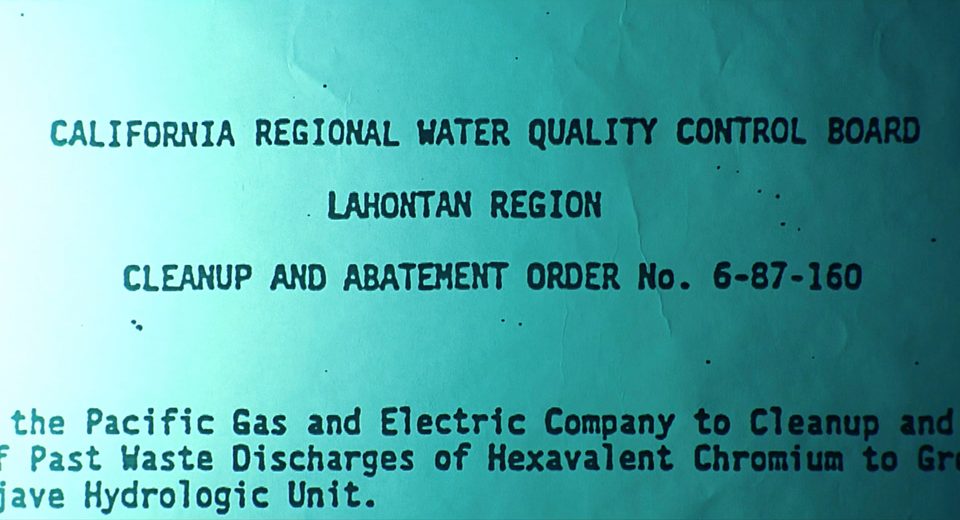 CALIFORNIA REGIONAL WATER QUALITY CONTROL BOARD
LAHONTAN REGION
CLEANUP AND ABATEMENT ORDER No. 6-87-160
the Pacific Gas and Electric Company to Cleanup and
Past Waste Discharges of Hexavalent Chromium to
Hydrologic Unit.